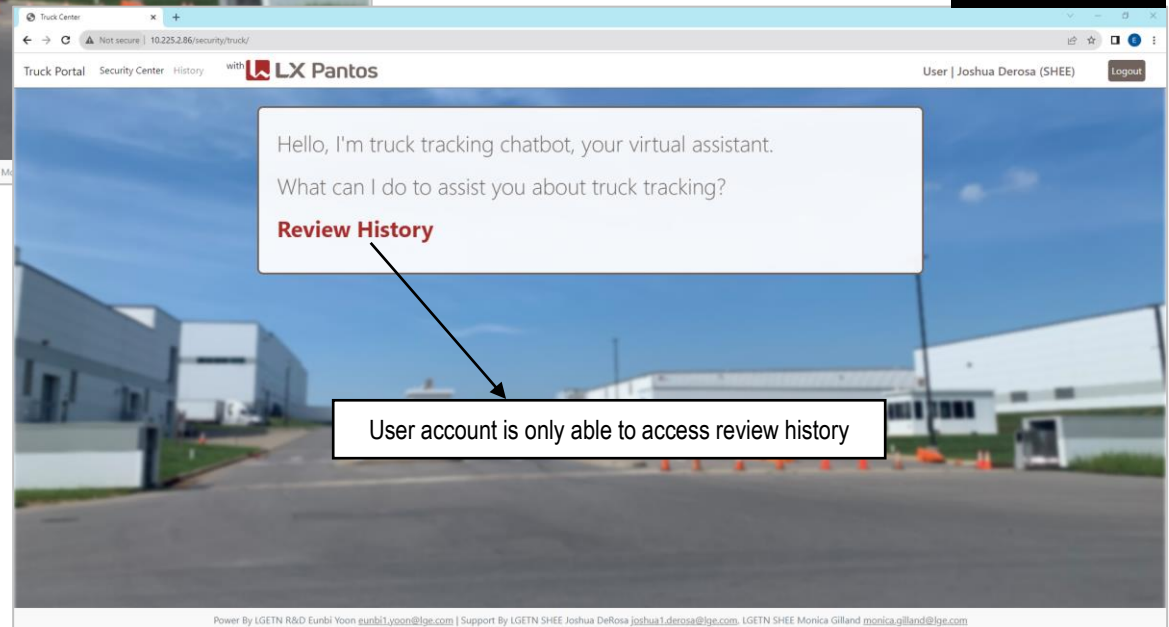 Truck Center
Not secure | 10.225.2.86/security/truck/
Truck Portal Security Center History with LX Pantos User | Joshua Derosa (SHEE) Logout
Hello, I'm truck tracking chatbot, your virtual assistant.
What can I do to assist you about truck tracking?
Review History
User account is only able to access review history
Power By LGETN R&D Eunbi Yoon eunbi1.yoon@lge.com | Support By LGETN SHEE Joshua DeRosa joshua1.derosa@lge.com, LGETN SHEE Monica Gilland monica.gilland@lge.com